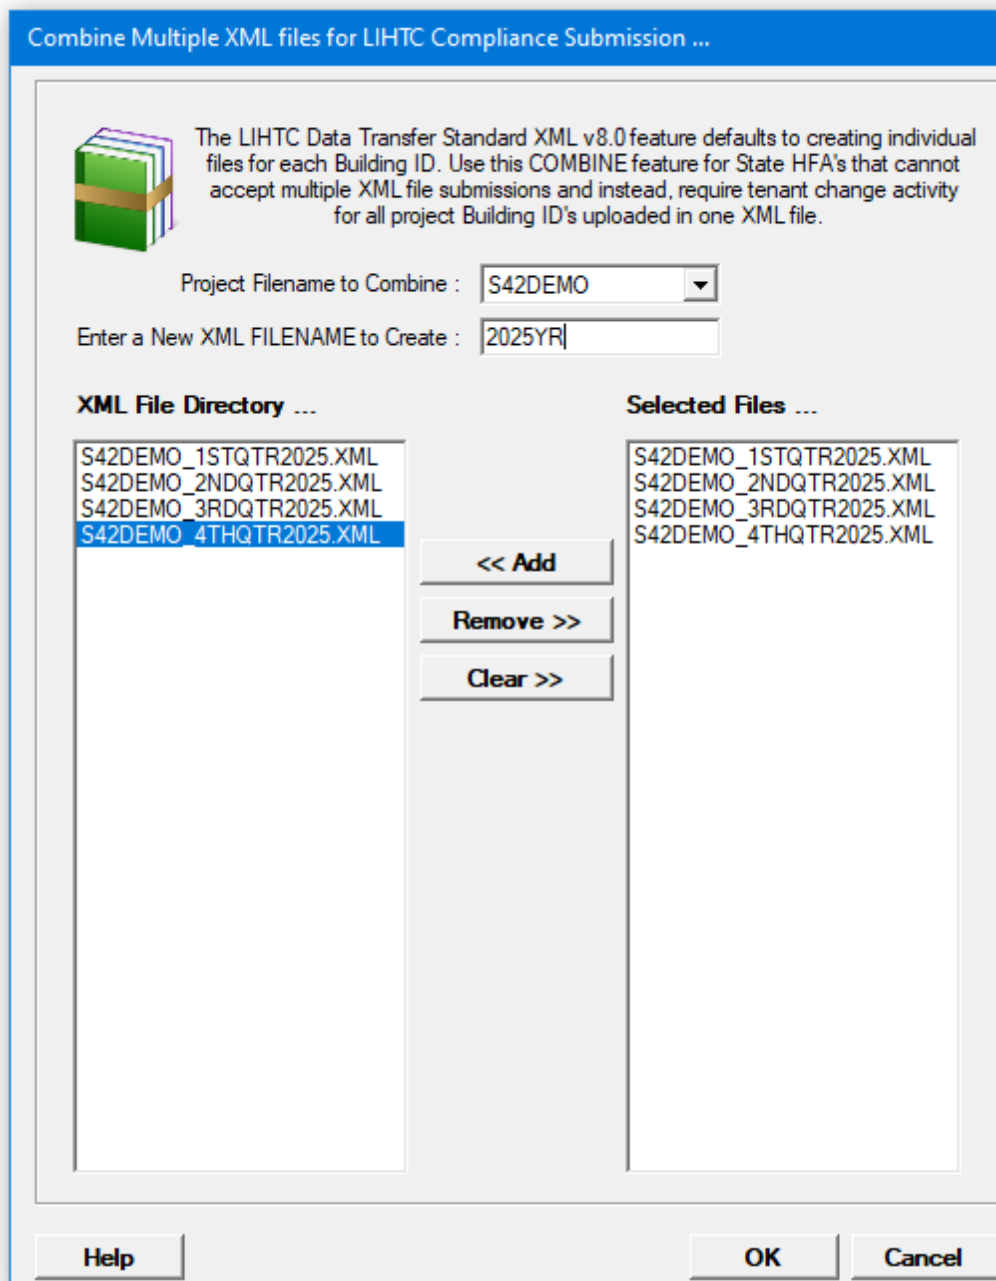 Combine Multiple XML files for LIHTC Compliance Submission ...
The LIHTC Data Transfer Standard XML v8.0 feature defaults to creating individual
files for each Building ID. Use this COMBINE feature for State HFA's that cannot
accept multiple XML file submissions and instead, require tenant change activity
for all project Building ID's uploaded in one XML file.
Project Filename to Combine : S42DEMO
Enter a New XML FILENAME to Create : 2025YR
XML File Directory ...
S42DEMO_1STQTR2025.XML
S42DEMO_2NDQTR2025.XML
S42DEMO_3RDQTR2025.XML
S42DEMO_4THQTR2025.XML
<< Add
Remove >>
Clear >>
Selected Files ...
S42DEMO_1STQTR2025.XML
S42DEMO_2NDQTR2025.XML
S42DEMO_3RDQTR2025.XML
S42DEMO_4THQTR2025.XML
Help
OK
Cancel